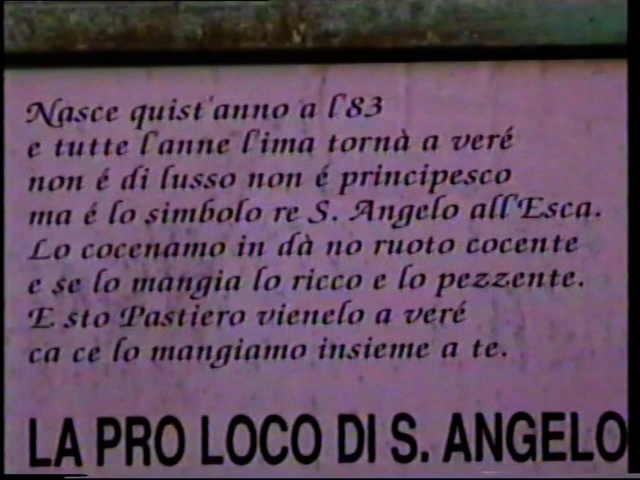 Nasce quist'anno a l'83
e tutte l'anne l'ima tornà a veré
non é di lusso non é principesco
ma é lo simbolo re S. Angelo all'Esca.
Lo cocenamo in dà no ruoto cocente
e se lo mangia lo ricco e lo pezzente.
E sto Pastiero vienelo a veré
ca ce lo mangiamo insieme a te.
LA PRO LOCO DI S. ANGELO